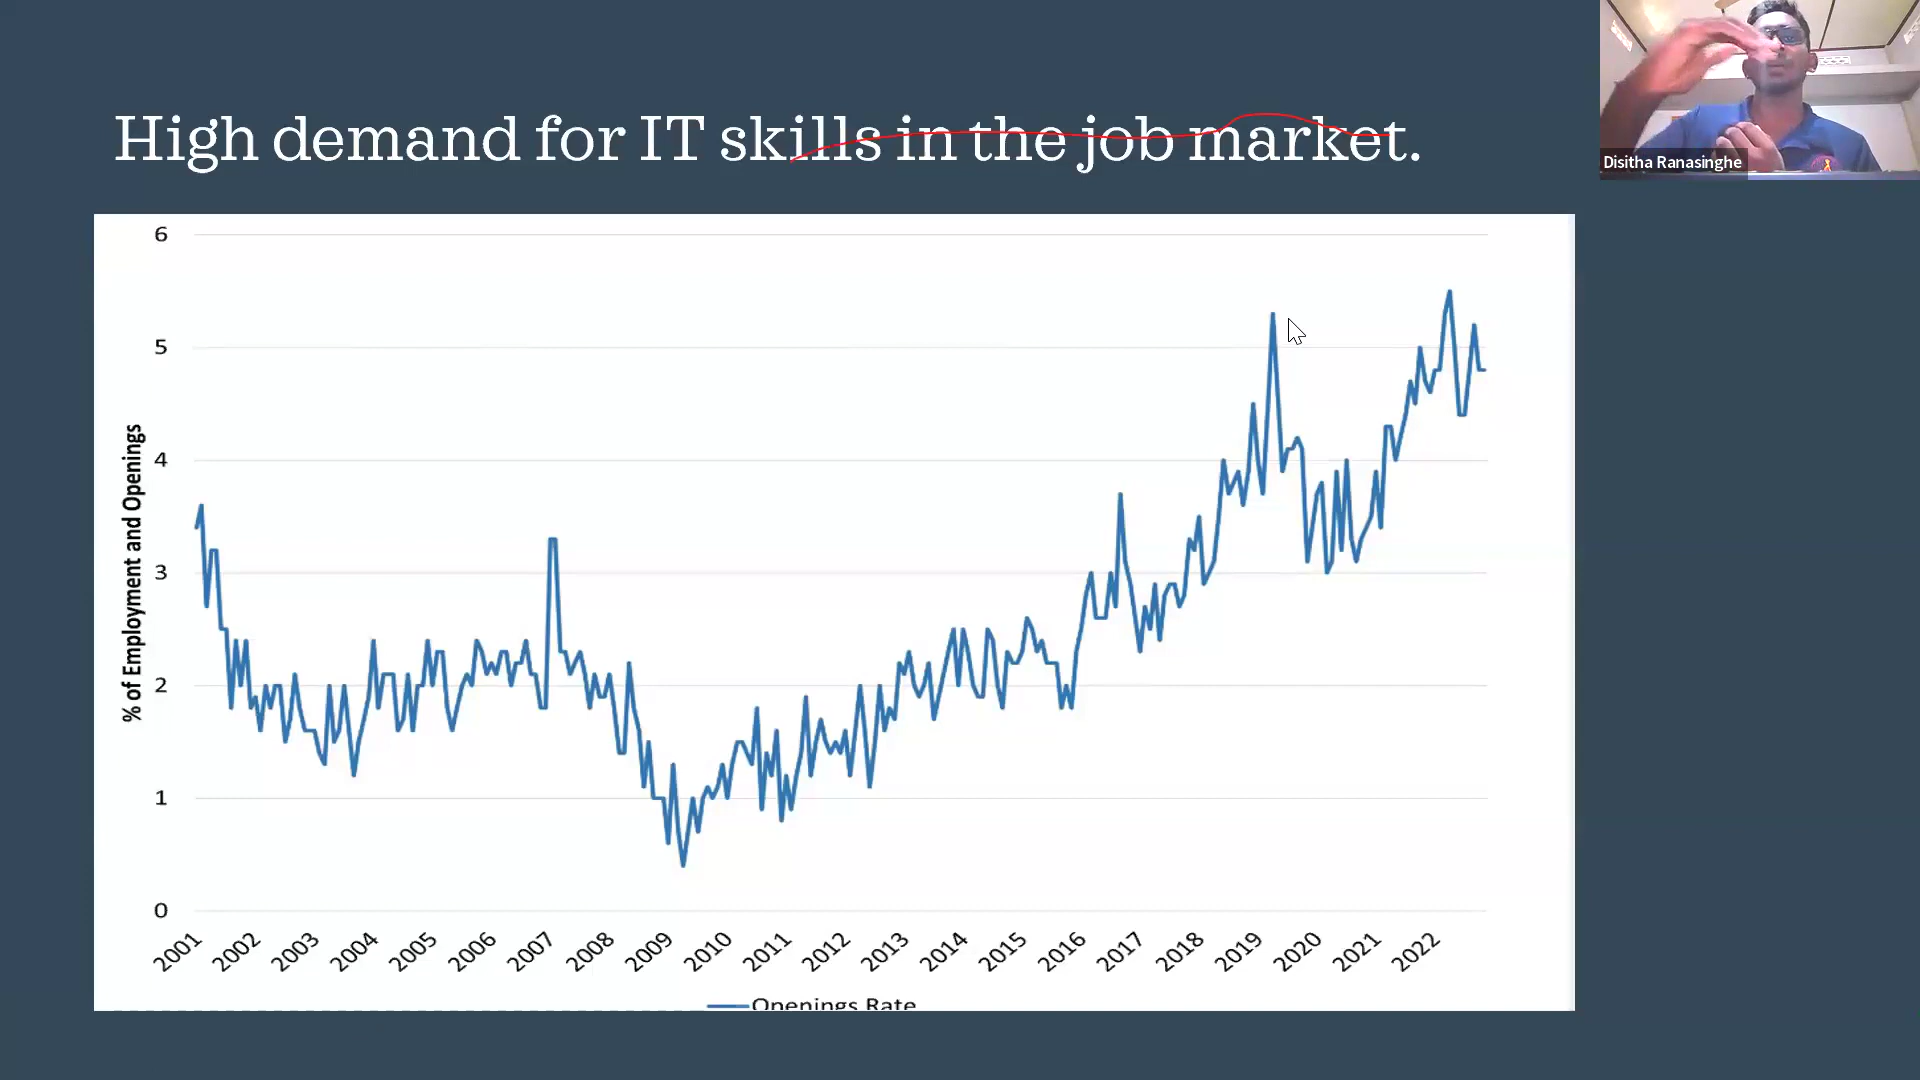 High demand for IT skills in the job market.
Disitha Ranasinghe
6
5
4
3
2
1
0
% of Employment and Openings
2001 2002 2003 2004 2005 2006 2007 2008 2009 2010 2011 2012 2013 2014 2015 2016 2017 2018 2019 2020 2021 2022
Openings Rate